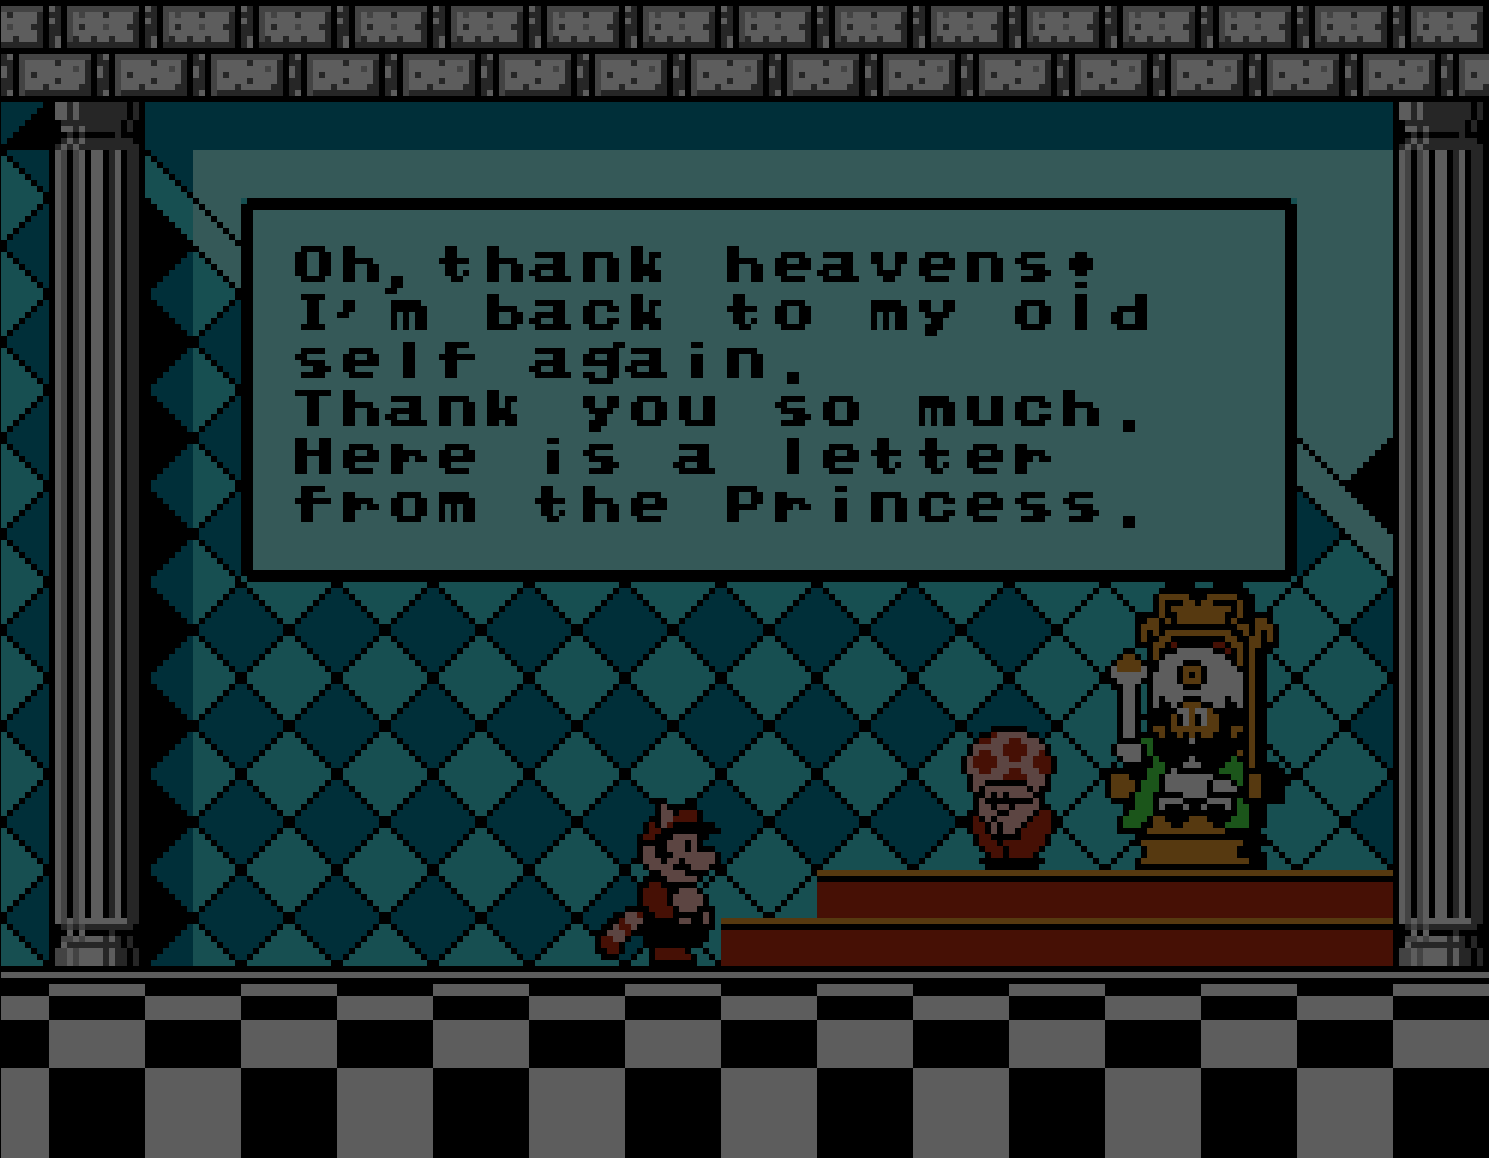 Oh, thank heavens!
I'm back to my old
self again.
Thank you so much.
Here is a letter
from the Princess.